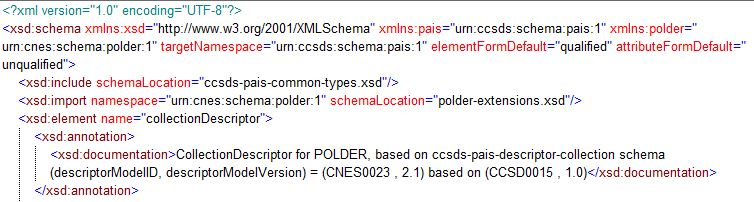 <?xml version="1.0" encoding="UTF-8"?>
<xsd:schema xmlns:xsd="http://www.w3.org/2001/XMLSchema" xmlns:pais="urn:ccsds:schema:pais:1" xmlns:polder="
urn:cnes:schema:polder:1" targetNamespace="urn:ccsds:schema:pais:1" elementFormDefault="qualified" attributeFormDefault="
unqualified">
<xsd:include schemaLocation="ccsds-pais-common-types.xsd"/>
<xsd:import namespace="urn:cnes:schema:polder:1" schemaLocation="polder-extensions.xsd"/>
<xsd:element name="collectionDescriptor">
<xsd:annotation>
<xsd:documentation>CollectionDescriptor for POLDER, based on ccsds-pais-descriptor-collection schema
(descriptorModelID, descriptorModelVersion) = (CNES0023 , 2.1) based on (CCSD0015 , 1.0)</xsd:documentation>
</xsd:annotation>